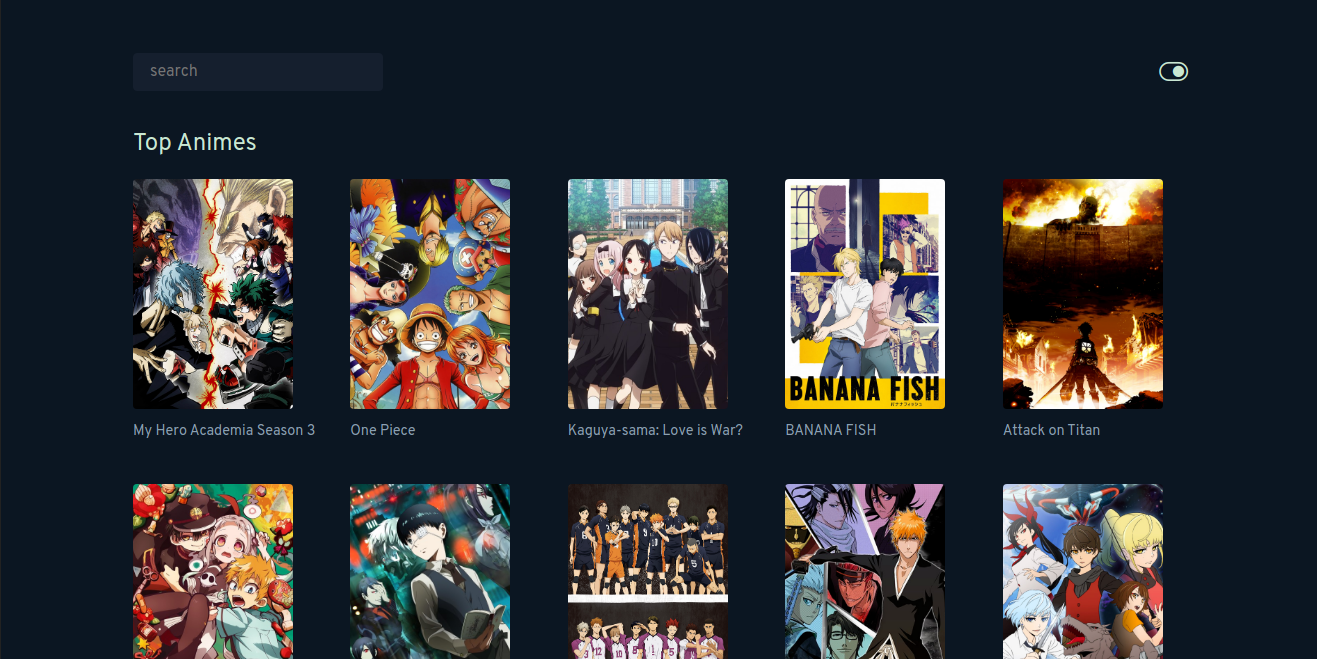 search
Top Animes
BANANA FISH
My Hero Academia Season 3
One Piece
Kaguya-sama: Love is War?
BANANA FISH
Attack on Titan